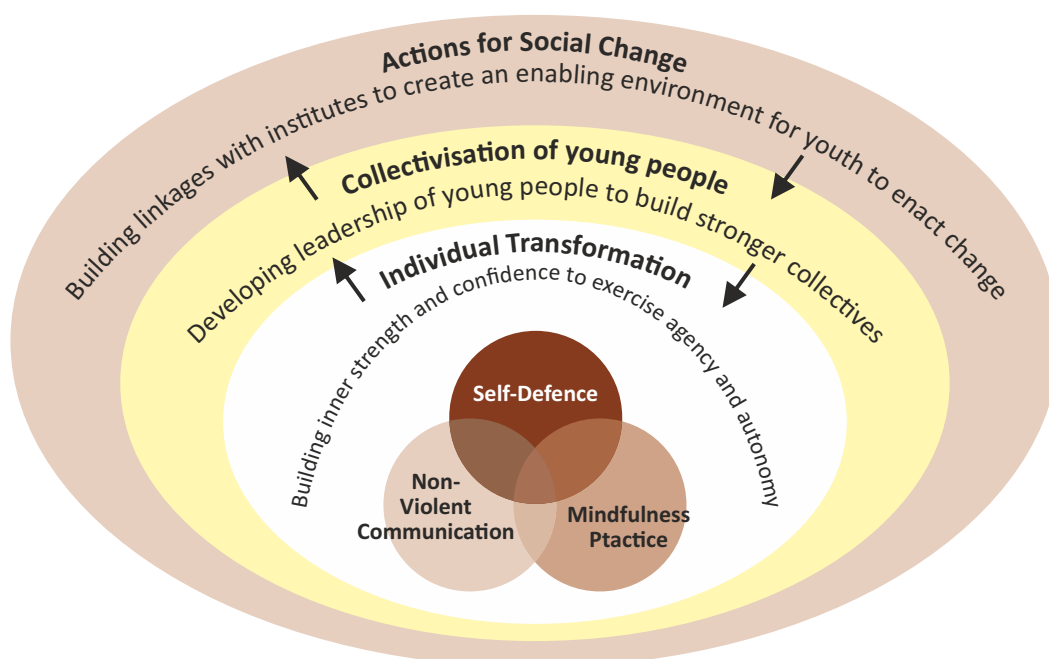 Actions for Social Change
Building linkages with institutes to create an enabling environment for youth to enact change
Collectivisation of young people
Developing leadership of young people to build stronger collectives
Individual Transformation
Building inner strength and confidence to exercise agency and autonomy
Self-Defence
Non-
Violent
Communication
Mindfulness
Ptactice